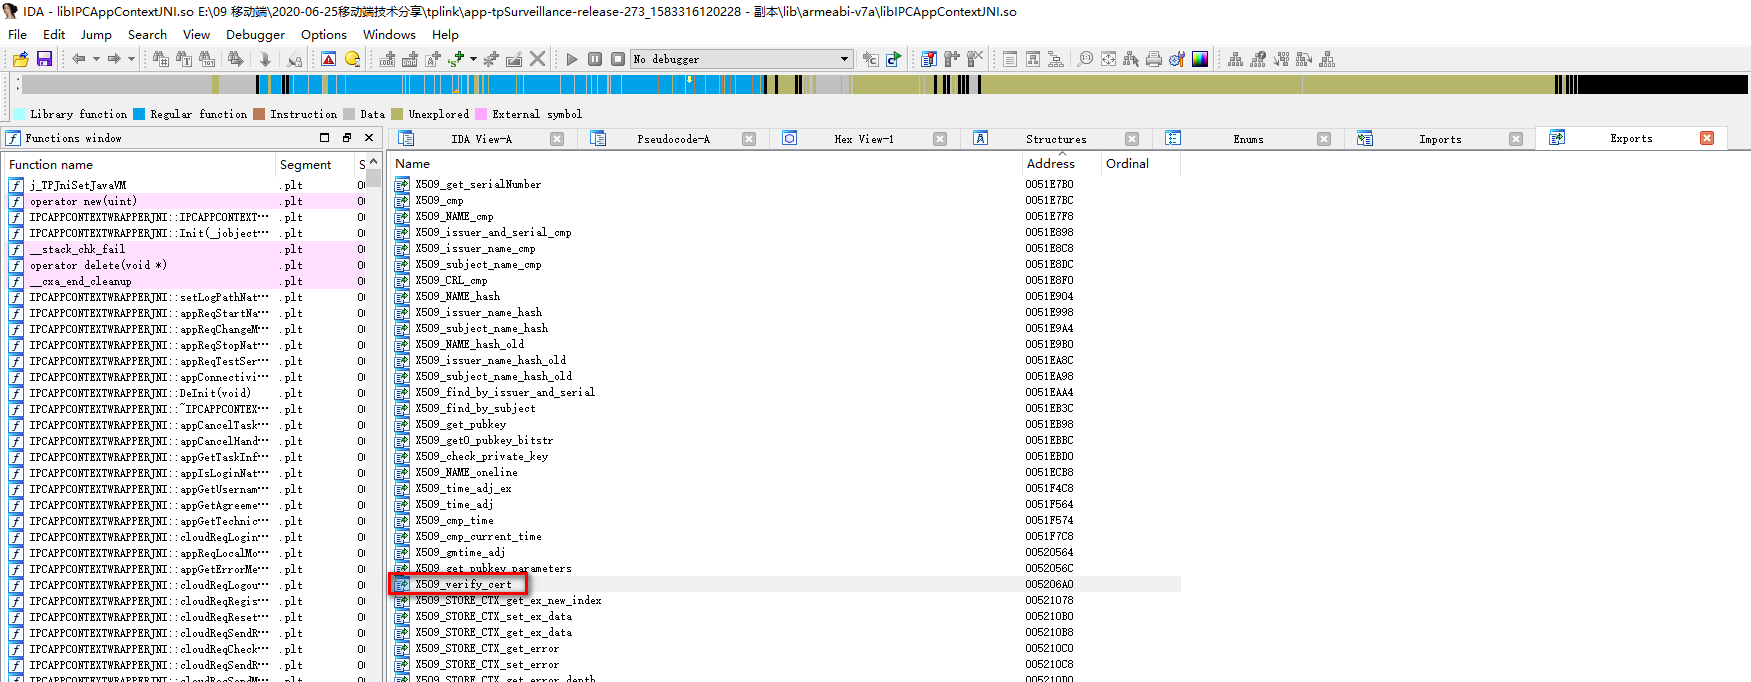 IDA - libIPCAppContextJNI.so E:\09 移动端\2020-06-25移动端技术分享\tplink\app-tpSurveillance-release-273_1583316120228 - 副本\lib\armeabi-v7a\libIPCAppContextJNI.so
File Edit Jump Search View Debugger Options Windows Help
No debugger
Library function Regular function Instruction Data Unexplored External symbol
Functions window
IDA View-A Pseudocode-A Hex View-1 Structures Enums Imports Exports
Function name Segment S
j_TPJniSetJavaVM .plt 0
operator new(uint) .plt 0
IPCAPPCONTEXTWRAPPERJNI::IPCAPPCONTEXT… .plt 0
IPCAPPCONTEXTWRAPPERJNI::Init(_jobject… .plt 0
__stack_chk_fail .plt 0
operator delete(void *) .plt 0
__cxa_end_cleanup .plt 0
IPCAPPCONTEXTWRAPPERJNI::setLogPathNat… .plt 0
IPCAPPCONTEXTWRAPPERJNI::appReqStartNa… .plt 0
IPCAPPCONTEXTWRAPPERJNI::appReqChangeM… .plt 0
IPCAPPCONTEXTWRAPPERJNI::appReqStopNat… .plt 0
IPCAPPCONTEXTWRAPPERJNI::appReqTestSer… .plt 0
IPCAPPCONTEXTWRAPPERJNI::appConnectivi… .plt 0
IPCAPPCONTEXTWRAPPERJNI::DeInit(void) .plt 0
IPCAPPCONTEXTWRAPPERJNI::~IPCAPPCONTEX… .plt 0
IPCAPPCONTEXTWRAPPERJNI::appCancelTask… .plt 0
IPCAPPCONTEXTWRAPPERJNI::appCancelHand… .plt 0
IPCAPPCONTEXTWRAPPERJNI::appGetTaskInf… .plt 0
IPCAPPCONTEXTWRAPPERJNI::appIsLoginNat… .plt 0
IPCAPPCONTEXTWRAPPERJNI::appGetUsernam… .plt 0
IPCAPPCONTEXTWRAPPERJNI::appGetAgreeme… .plt 0
IPCAPPCONTEXTWRAPPERJNI::appGetTechnic… .plt 0
IPCAPPCONTEXTWRAPPERJNI::cloudReqLogin… .plt 0
IPCAPPCONTEXTWRAPPERJNI::appReqLocalMo… .plt 0
IPCAPPCONTEXTWRAPPERJNI::appGetErrorMe… .plt 0
IPCAPPCONTEXTWRAPPERJNI::cloudReqLogou… .plt 0
IPCAPPCONTEXTWRAPPERJNI::cloudReqRegis… .plt 0
IPCAPPCONTEXTWRAPPERJNI::cloudReqReset… .plt 0
IPCAPPCONTEXTWRAPPERJNI::cloudReqSendR… .plt 0
IPCAPPCONTEXTWRAPPERJNI::cloudReqCheck… .plt 0
IPCAPPCONTEXTWRAPPERJNI::cloudReqSendR… .plt 0
IPCAPPCONTEXTWRAPPERJNI::cloudReqSendM… .plt 0
Name Address Ordinal
X509_get_serialNumber 0051E7B0
X509_cmp 0051E7BC
X509_NAME_cmp 0051E7F8
X509_issuer_and_serial_cmp 0051E898
X509_issuer_name_cmp 0051E8C8
X509_subject_name_cmp 0051E8DC
X509_CRL_cmp 0051E8F0
X509_NAME_hash 0051E904
X509_issuer_name_hash 0051E998
X509_subject_name_hash 0051E9A4
X509_NAME_hash_old 0051E9B0
X509_issuer_name_hash_old 0051EA8C
X509_subject_name_hash_old 0051EA98
X509_find_by_issuer_and_serial 0051EAA4
X509_find_by_subject 0051EB3C
X509_get_pubkey 0051EB98
X509_get0_pubkey_bitstr 0051EBBC
X509_check_private_key 0051EBD0
X509_NAME_oneline 0051ECB8
X509_time_adj_ex 0051F4C8
X509_time_adj 0051F564
X509_cmp_time 0051F574
X509_cmp_current_time 0051F7C8
X509_gmtime_adj 00520564
X509_get_pubkey_parameters 0052056C
X509_verify_cert 005206A0
X509_STORE_CTX_get_ex_new_index 00521078
X509_STORE_CTX_set_ex_data 005210B0
X509_STORE_CTX_get_ex_data 005210B8
X509_STORE_CTX_get_error 005210C0
X509_STORE_CTX_set_error 005210C8
X509_STORE_CTX_get_error_depth 005210D0